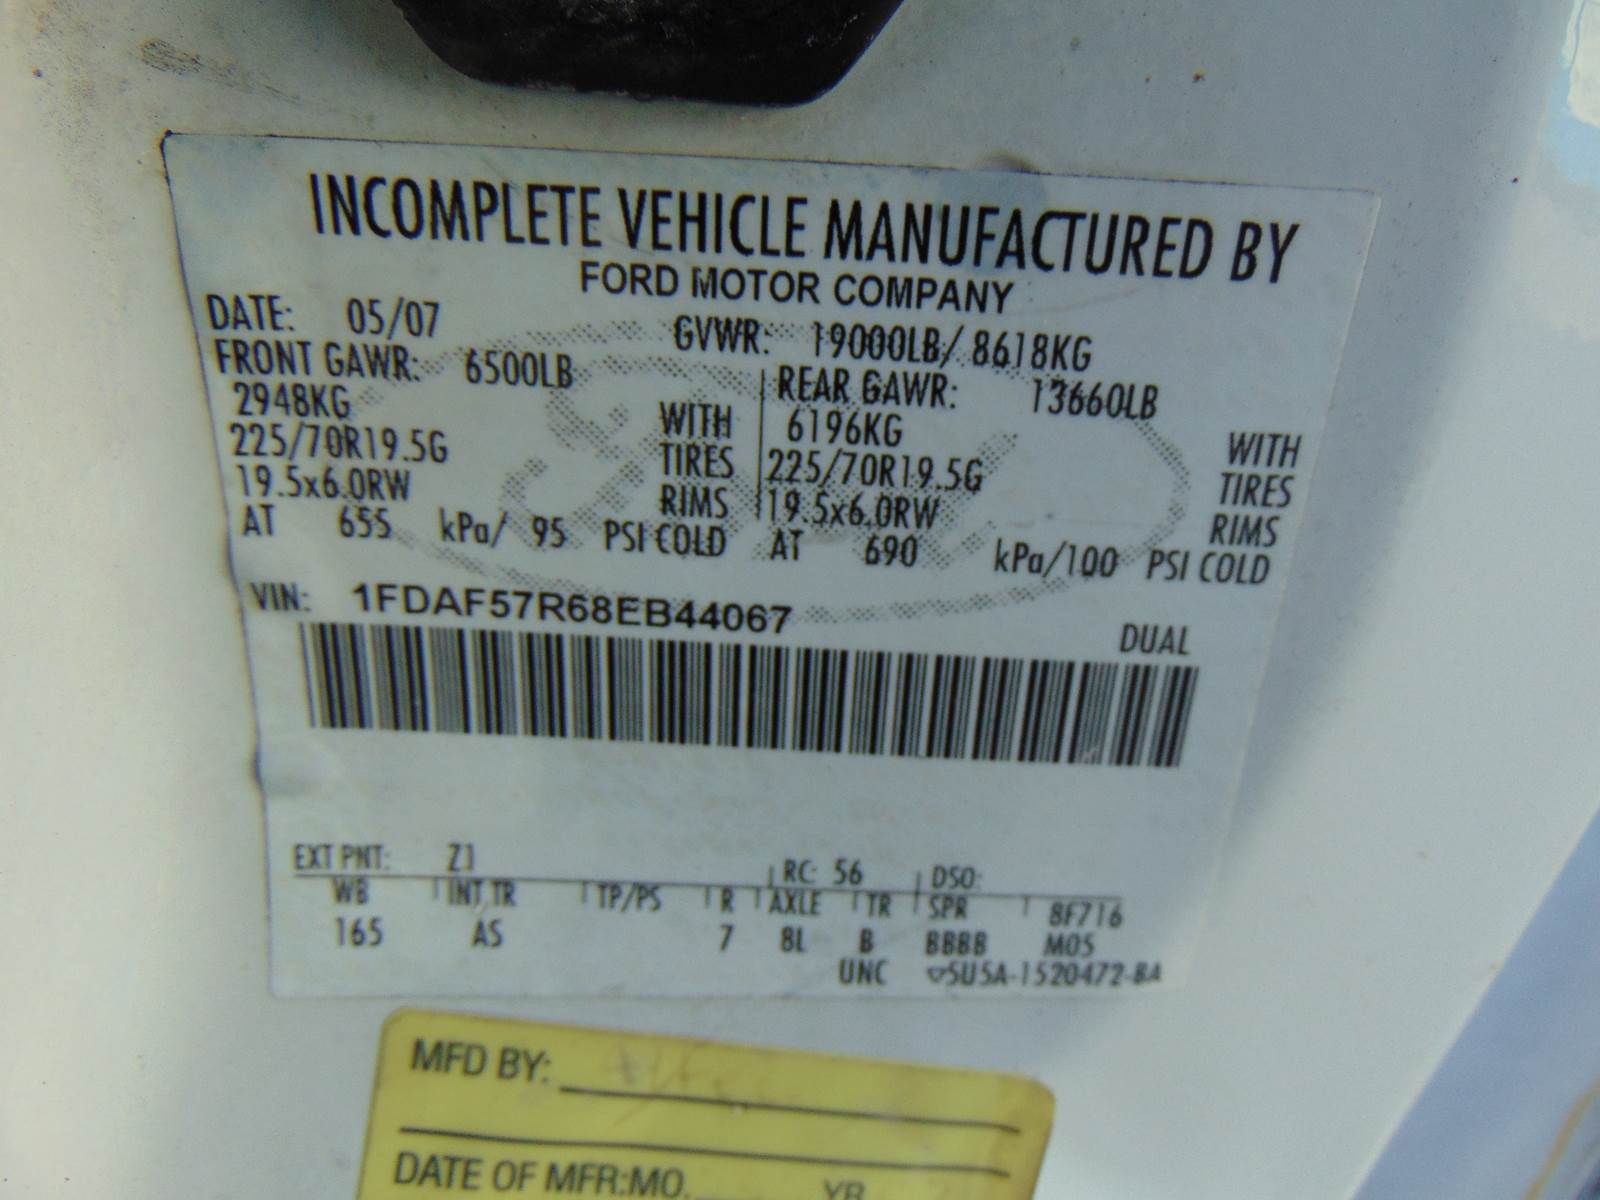 INCOMPLETE VEHICLE MANUFACTURED BY
FORD MOTOR COMPANY
DATE: 05/07 GVWR: 19000LB/ 8618KG
FRONT GAWR: 6500LB REAR GAWR: 13660LB
2948KG WITH 6196KG WITH
225/70R19.5G TIRES 225/70R19.5G TIRES
19.5x6.0RW RIMS 19.5x6.0RW RIMS
AT 655 kPa/ 95 PSI COLD AT 690 kPa/100 PSI COLD
VIN: 1FDAF57R68EB44067
DUAL
EXT PNT: Z1 RC: 56 DSO:
WB INT TR TP/PS R AXLE TR SPR 8F716
165 AS 7 8L B BBBB M05
UNC 5U5A-1520472-BA
MFD BY:
DATE OF MFR:MO. YR